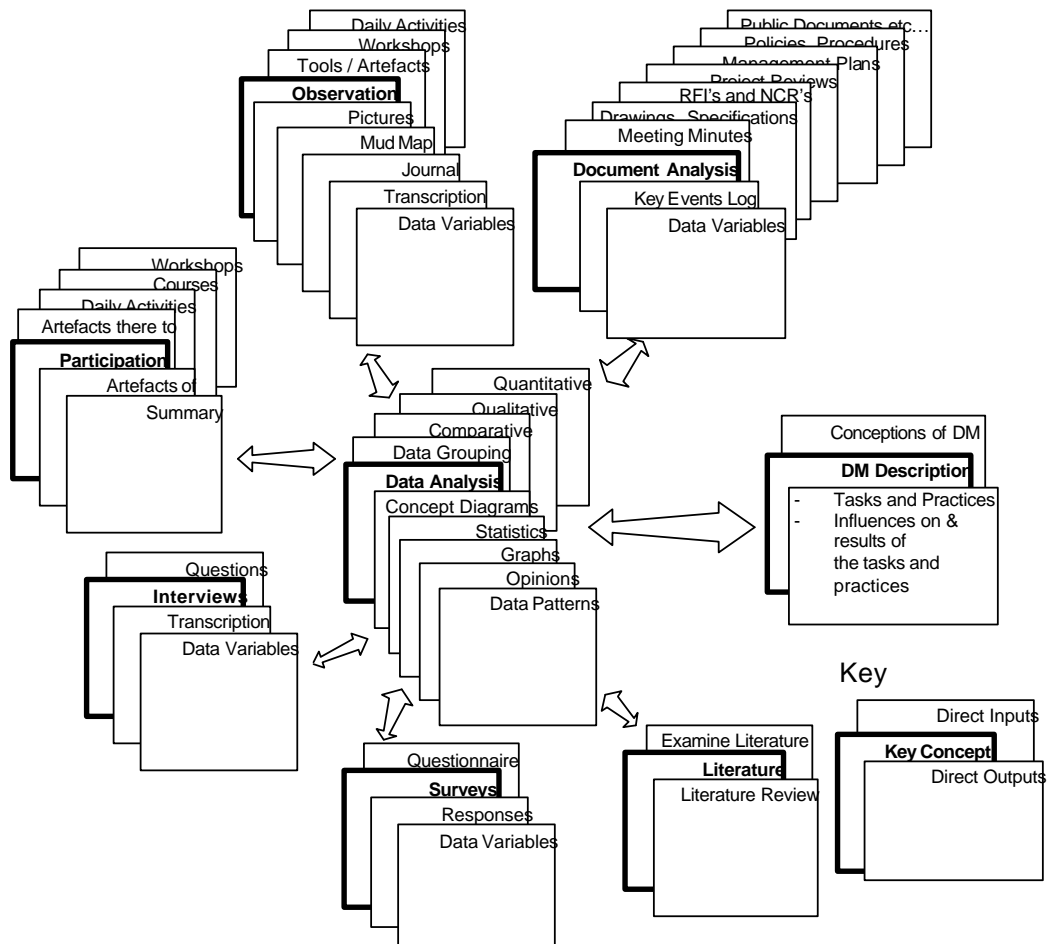 Daily Activities
Workshops
Tools / Artefacts
Observation
Pictures
Mud Map
Journal
Transcription
Data Variables
Public Documents etc…
Policies, Procedures
Management Plans
Project Reviews
RFI's and NCR's
Drawings, Specifications
Meeting Minutes
Document Analysis
Key Events Log
Data Variables
Workshops
Courses
Daily Activities
Artefacts there to
Participation
Artefacts of
Summary
Quantitative
Qualitative
Comparative
Data Grouping
Data Analysis
Concept Diagrams
Statistics
Graphs
Opinions
Data Patterns
Conceptions of DM
DM Description
- Tasks and Practices
- Influences on &
results of
the tasks and
practices
Questions
Interviews
Transcription
Data Variables
Questionnaire
Surveys
Responses
Data Variables
Examine Literature
Literature
Literature Review
Key
Direct Inputs
Key Concept
Direct Outputs